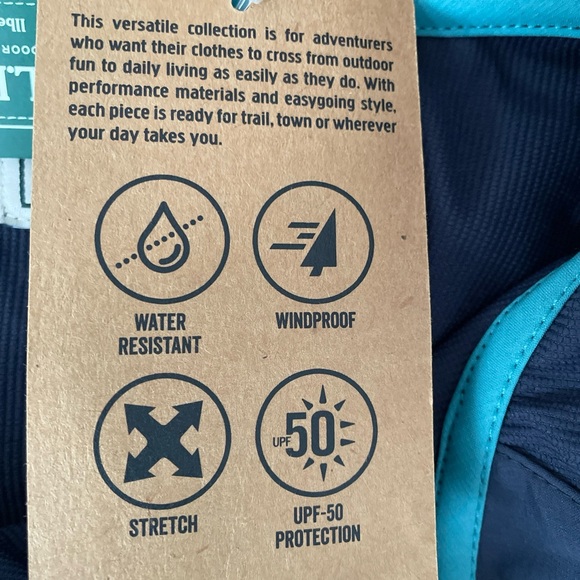 This versatile collection is for adventurers
who want their clothes to cross from outdoor
fun to daily living as easily as they do. With
performance materials and easygoing style,
each piece is ready for trail, town or wherever
your day takes you.
WATER
RESISTANT
WINDPROOF
STRETCH
UPF 50
UPF-50
PROTECTION